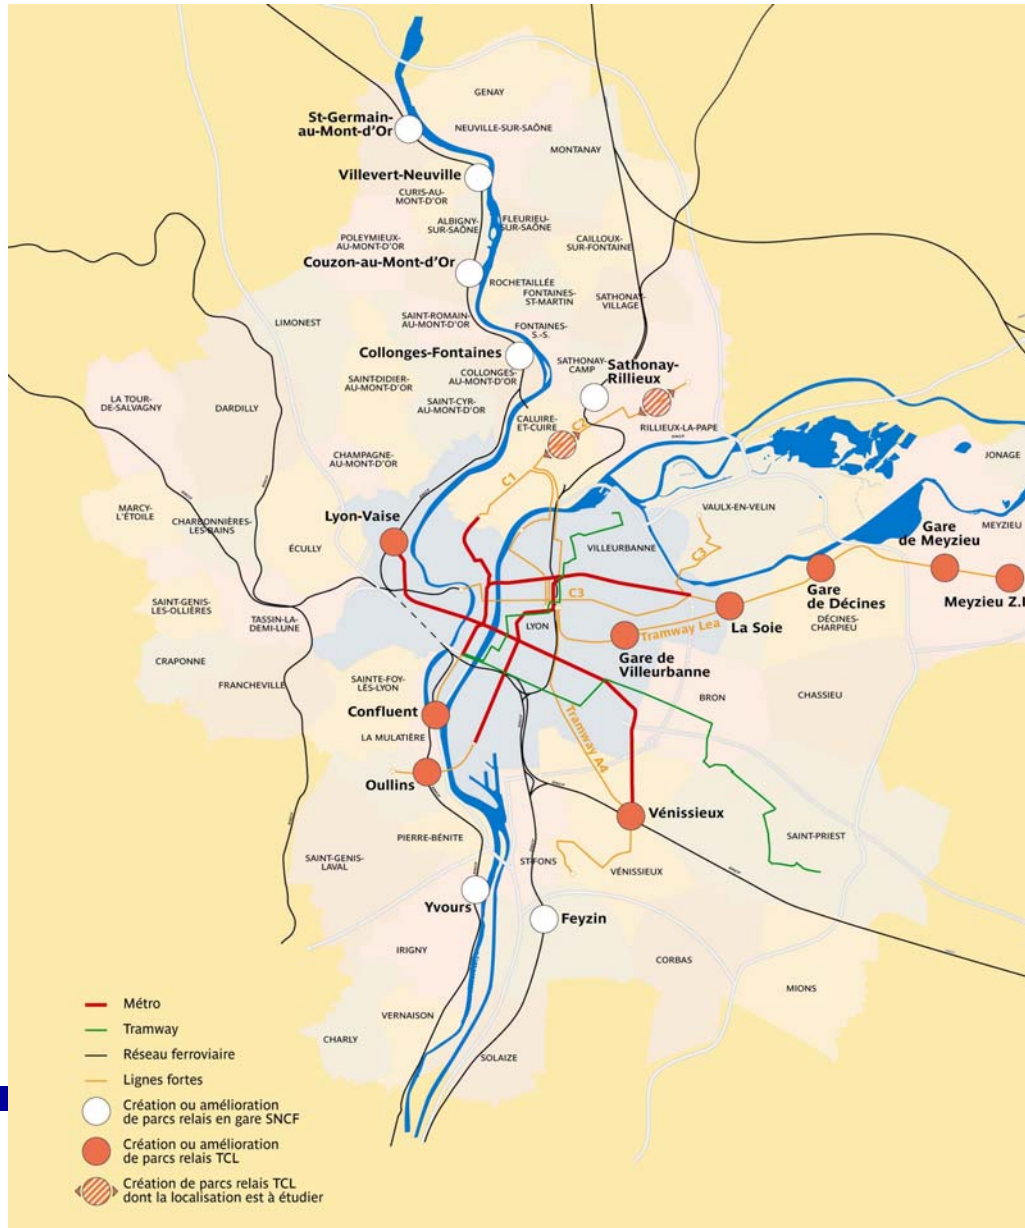 GENAY
St-Germain-
au-Mont-d'Or
NEUVILLE-SUR-SAÔNE
MONTANAY
Villevert-Neuville
CURIS-AU-
MONT-D'OR
ALBIGNY-
SUR-SAÔNE
FLEURIEU-
SUR-SAÔNE
POLEYMIEUX-
AU-MONT-D'OR
CAILLOUX-
SUR-FONTAINE
Couzon-au-Mont-d'Or
ROCHETAILLÉE
FONTAINES-
ST-MARTIN
SATHONAY-
VILLAGE
SAINT-ROMAIN-
AU-MONT-D'OR
LIMONEST
FONTAINES-
S.-S.
Collonges-Fontaines
SATHONAY-
CAMP
Sathonay-
Rillieux
COLLONGES-
AU-MONT-D'OR
SAINT-DIDIER-
AU-MONT-D'OR
SAINT-CYR-
AU-MONT-D'OR
LA TOUR-
DE-SALVAGNY
DARDILLY
CALUIRE-
ET-CUIRE
C2
RILLIEUX-LA-PAPE
CHAMPAGNE-
AU-MONT-D'OR
JONAGE
C1
MARCY-
L'ÉTOILE
CHARBONNIÈRES-
LES-BAINS
Lyon-Vaise
VAULX-EN-VELIN
MEYZIEU
Gare
de Meyzieu
ÉCULLY
VILLEURBANNE
C3
Gare
de Décines
Meyzieu Z.I
SAINT-GENIS-
LES-OLLIÈRES
C3
TASSIN-LA-
DEMI-LUNE
LYON
La Soie
DÉCINES-
CHARPIEU
Tramway Lea
CRAPONNE
Gare de
Villeurbanne
FRANCHEVILLE
SAINTE-FOY-
LÈS-LYON
BRON
CHASSIEU
Confluent
LA MULATIÈRE
Tramway A4
Oullins
Vénissieux
PIERRE-BÉNITE
SAINT-PRIEST
SAINT-GENIS-
LAVAL
ST-FONS
VÉNISSIEUX
Yvours
Feyzin
IRIGNY
CORBAS
MIONS
VERNAISON
CHARLY
SOLAIZE
Métro
Tramway
Réseau ferroviaire
Lignes fortes
Création ou amélioration
de parcs relais en gare SNCF
Création ou amélioration
de parcs relais TCL
Création de parcs relais TCL
dont la localisation est à étudier